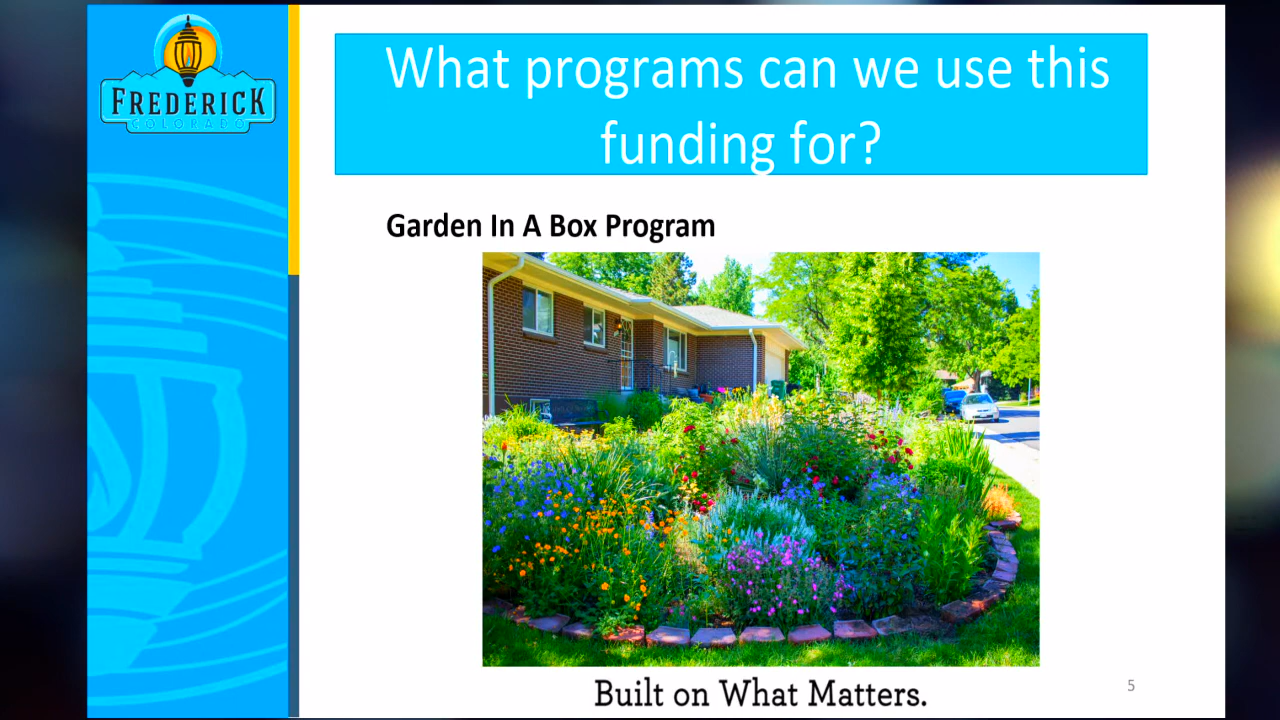 FREDERICK
COLORADO
What programs can we use this
funding for?
Garden In A Box Program
Built on What Matters.
5